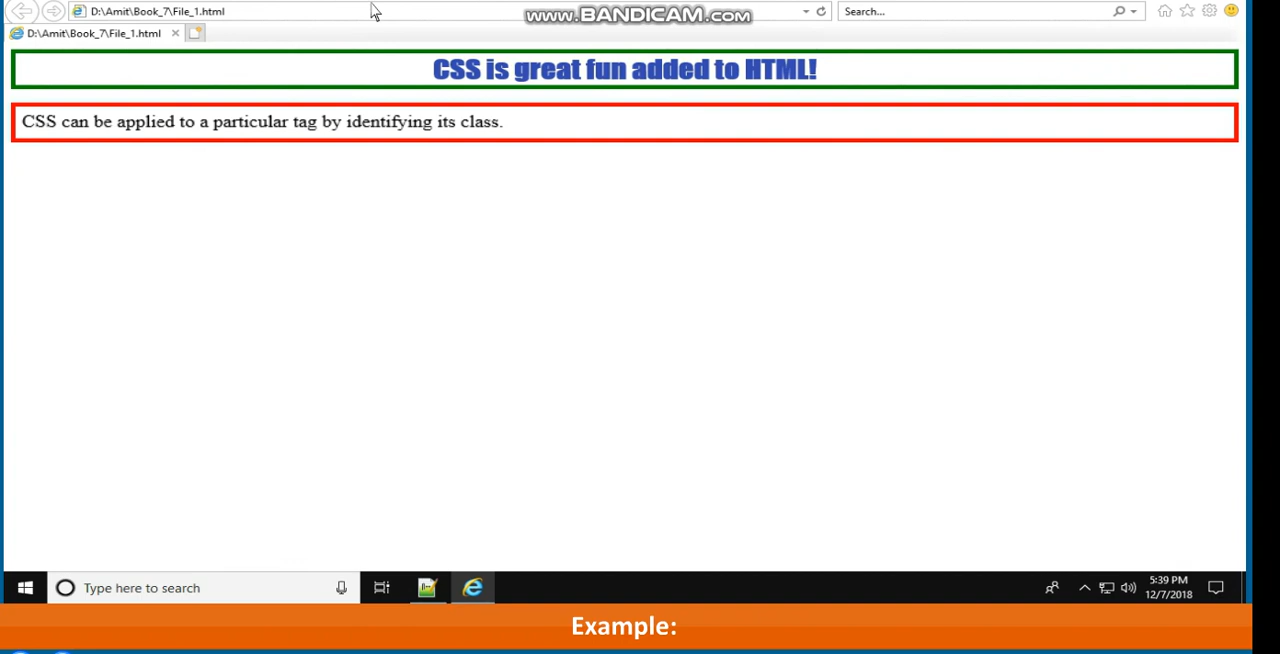 D:\Amit\Book_7\File_1.html
www.BANDICAM.com
Search...
D:\Amit\Book_7\File_1.html
CSS is great fun added to HTML!
CSS can be applied to a particular tag by identifying its class.
Type here to search
5:39 PM
12/7/2018
Example: